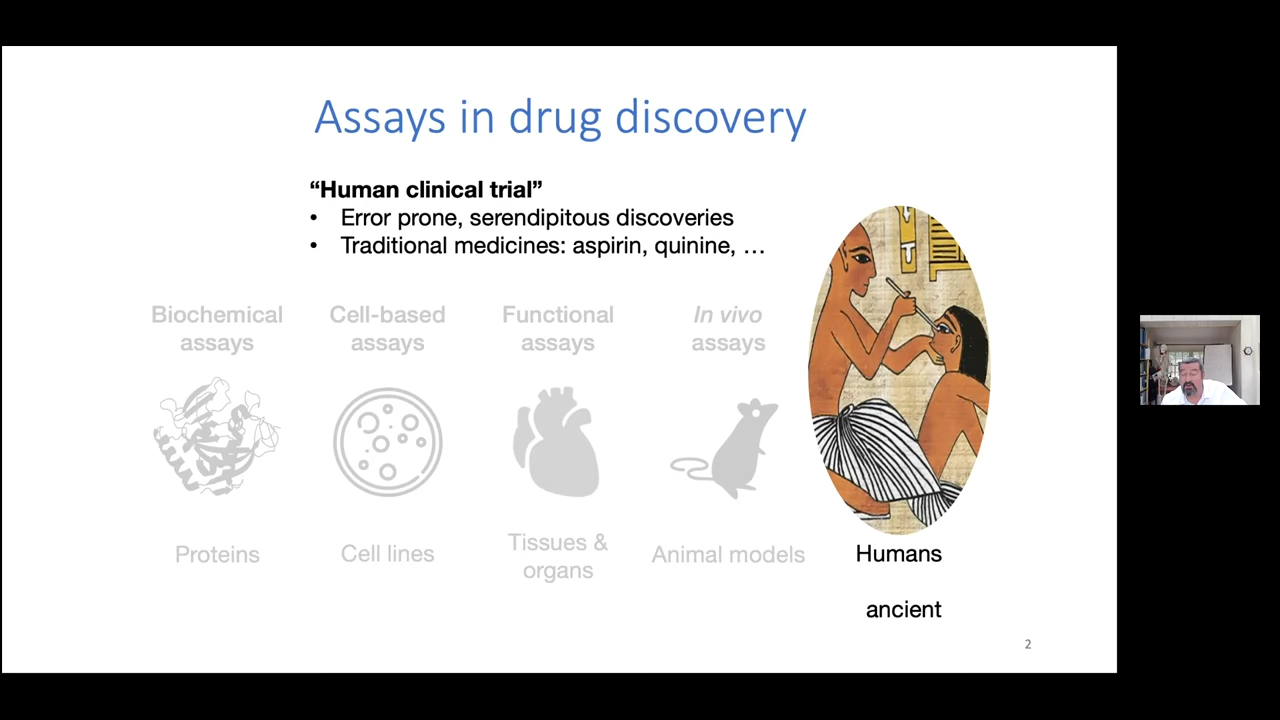 Assays in drug discovery
“Human clinical trial”
• Error prone, serendipitous discoveries
• Traditional medicines: aspirin, quinine, …
Biochemical
assays
Cell-based
assays
Functional
assays
In vivo
assays
Proteins
Cell lines
Tissues &
organs
Animal models
Humans
ancient
2